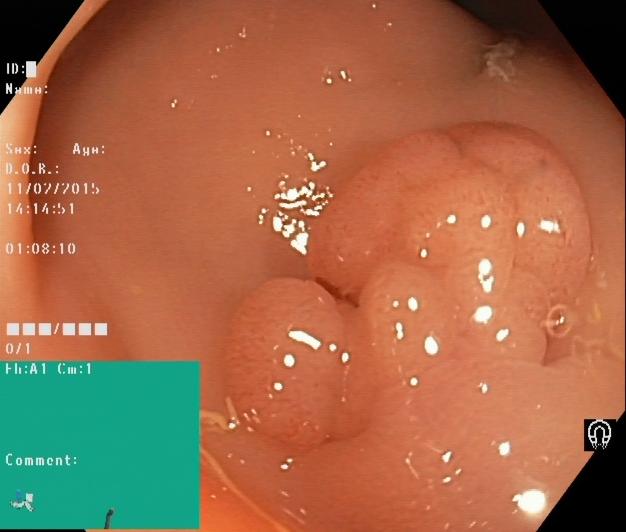 ID:
Name:
Sex: Age:
D.O.B.:
11/02/2015
14:14:51
01:08:10
■■■/■■■
0/1
Eh:A1 Cm:1
Comment: